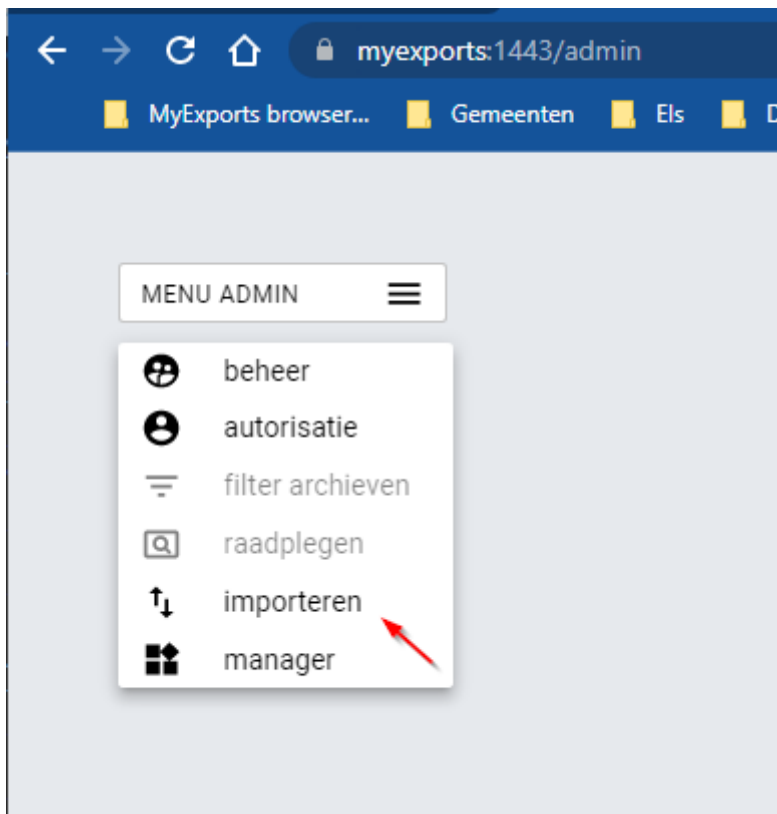 myexports:1443/admin
MyExports browser... Gemeenten Els
MENU ADMIN
beheer
autorisatie
filter archieven
raadplegen
importeren
manager